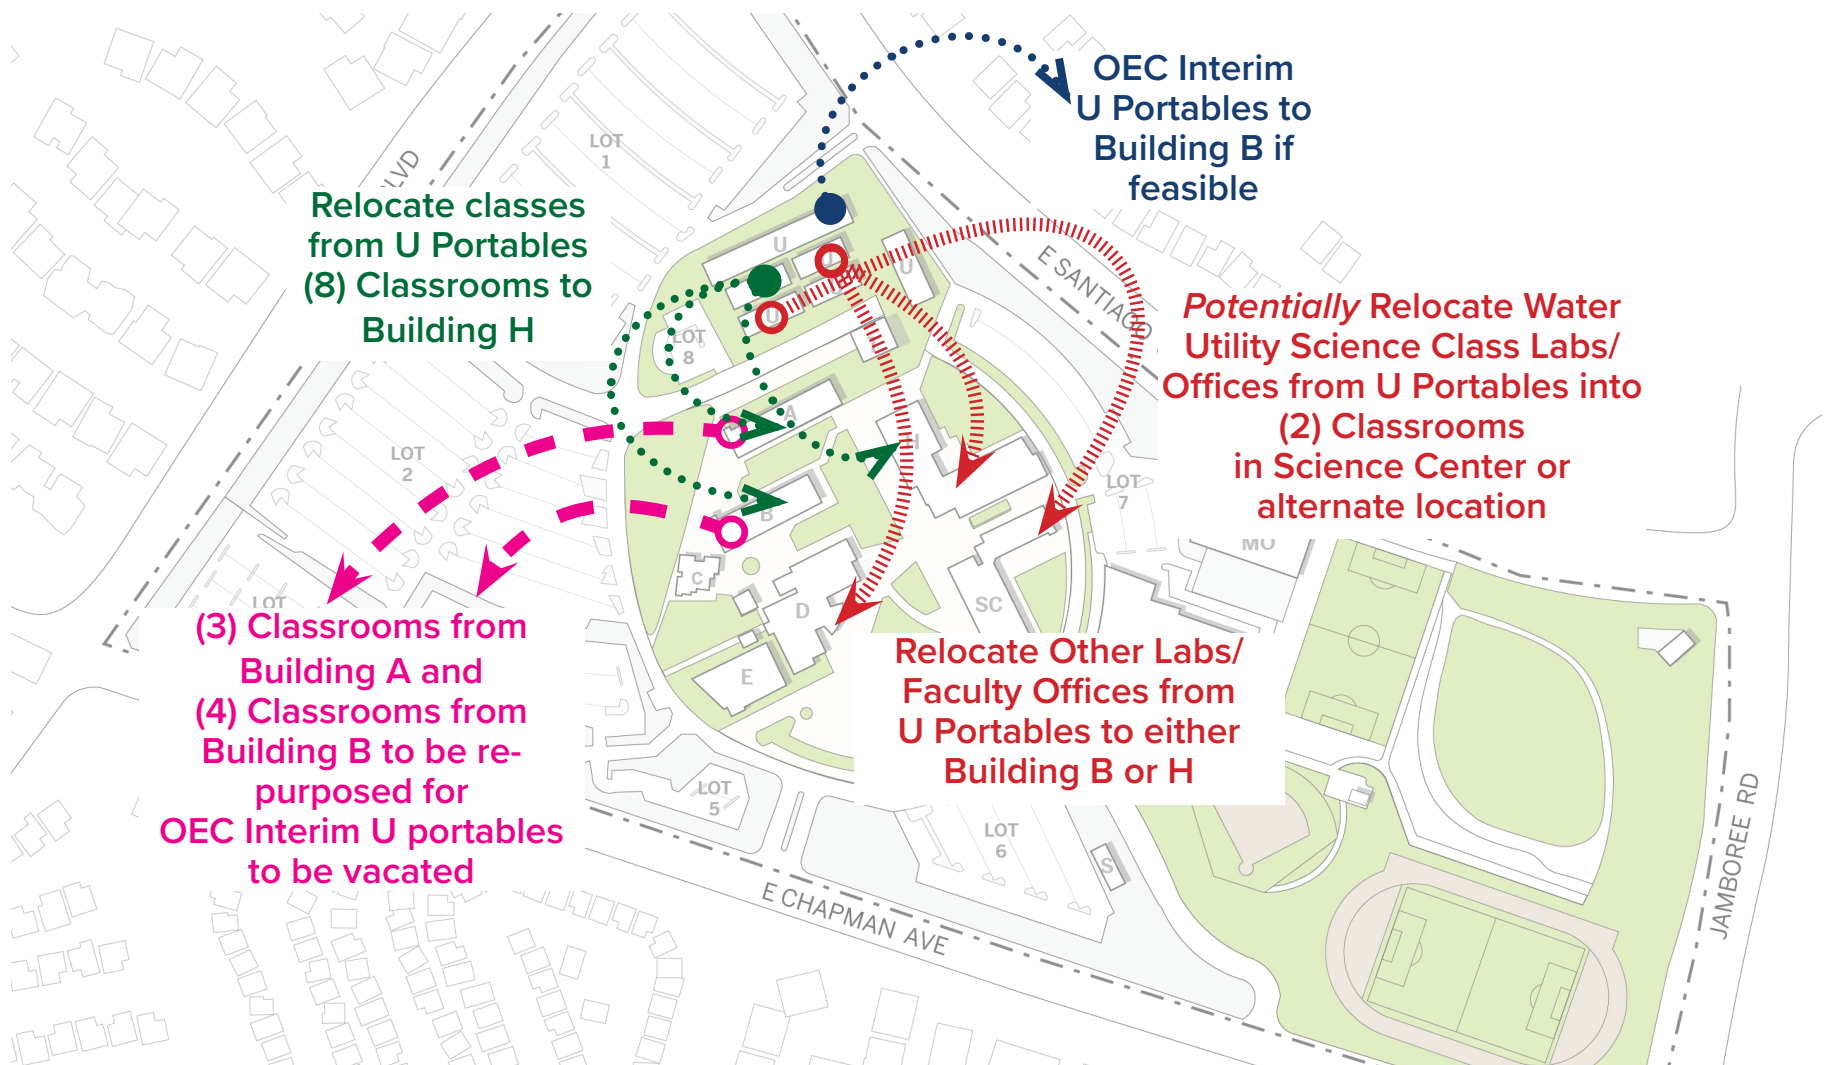 OEC Interim
U Portables to
Building B if
feasible
LOT
1
LVD
Relocate classes
from U Portables
(8) Classrooms to
Building H
U
U
U
U
E SANTIAGO
Potentially Relocate Water
Utility Science Class Labs/
Offices from U Portables into
(2) Classrooms
in Science Center or
alternate location
LOT
8
A
H
LOT
2
LOT
7
B
MO
C
LOT
D
SC
(3) Classrooms from
Building A and
(4) Classrooms from
Building B to be re-
purposed for
OEC Interim U portables
to be vacated
Relocate Other Labs/
Faculty Offices from
U Portables to either
Building B or H
E
LOT
5
LOT
6
S
E CHAPMAN AVE
JAMBOREE RD